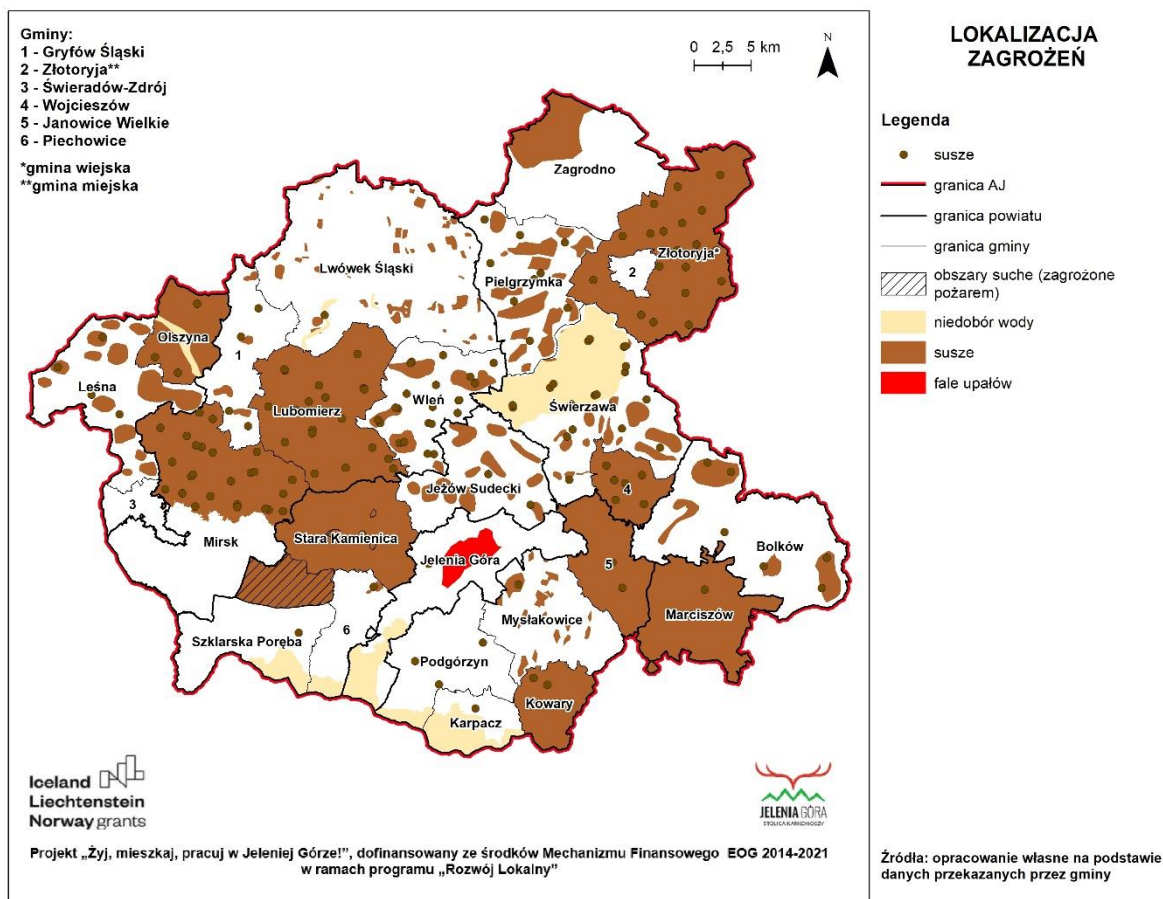 Gminy:
1 - Gryfów Śląski
2 - Złotoryja**
3 - Świeradów-Zdrój
4 - Wojcieszów
5 - Janowice Wielkie
6 - Piechowice
*gmina wiejska
**gmina miejska
0 2,5 5 km
N
Zagrodno
Złotoryja*
2
Lwówek Śląski
Pielgrzymka
Olszyna
1
Leśna
Lubomierz
Wleń
Świerzawa
Jeżów Sudecki
4
3
Mirsk
Stara Kamienica
Jelenia Góra
5
Bolków
Marciszów
Mysłakowice
Szklarska Poręba
6
Podgórzyn
Kowary
Karpacz
Iceland
Liechtenstein
Norway grants
JELENIA GÓRA
STOLICA KARKONOSZY
Projekt „Żyj, mieszkaj, pracuj w Jeleniej Górze!”, dofinansowany ze środków Mechanizmu Finansowego EOG 2014-2021
w ramach programu „Rozwój Lokalny”
LOKALIZACJA
ZAGROŻEŃ
Legenda
susze
granica AJ
granica powiatu
granica gminy
obszary suche (zagrożone
pożarem)
niedobór wody
susze
fale upałów
Źródła: opracowanie własne na podstawie
danych przekazanych przez gminy